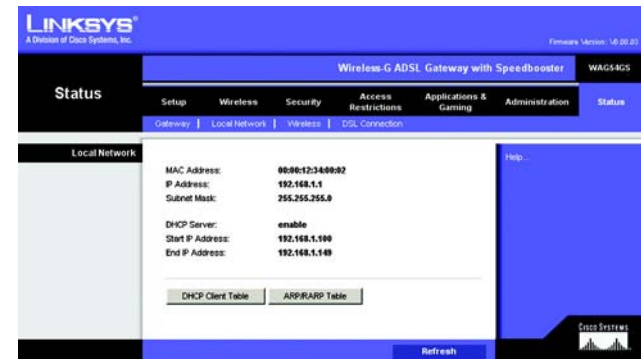 LINKSYS®
A Division of Cisco Systems, Inc.
Firmware Version: V0.00.03
Wireless-G ADSL Gateway with Speedbooster WAG54GS
Status
Setup Wireless Security Access Restrictions Applications & Gaming Administration Status
Gateway | Local Network | Wireless | DSL Connection
Local Network
Help...
MAC Address: 00:00:12:34:00:02
IP Address: 192.168.1.1
Subnet Mask: 255.255.255.0
DHCP Server: enable
Start IP Address: 192.168.1.100
End IP Address: 192.168.1.149
DHCP Client Table ARP/RARP Table
Refresh
CISCO SYSTEMS